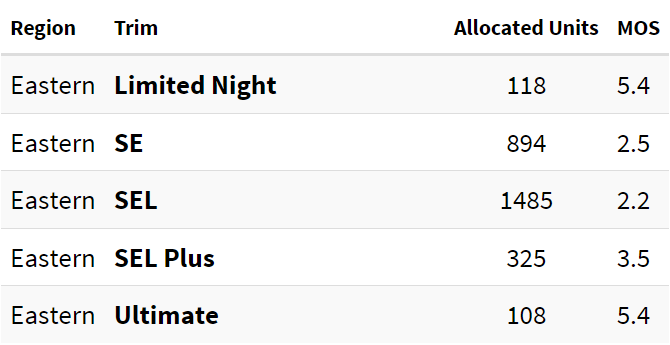 Region Trim Allocated Units MOS
Eastern Limited Night 118 5.4
Eastern SE 894 2.5
Eastern SEL 1485 2.2
Eastern SEL Plus 325 3.5
Eastern Ultimate 108 5.4